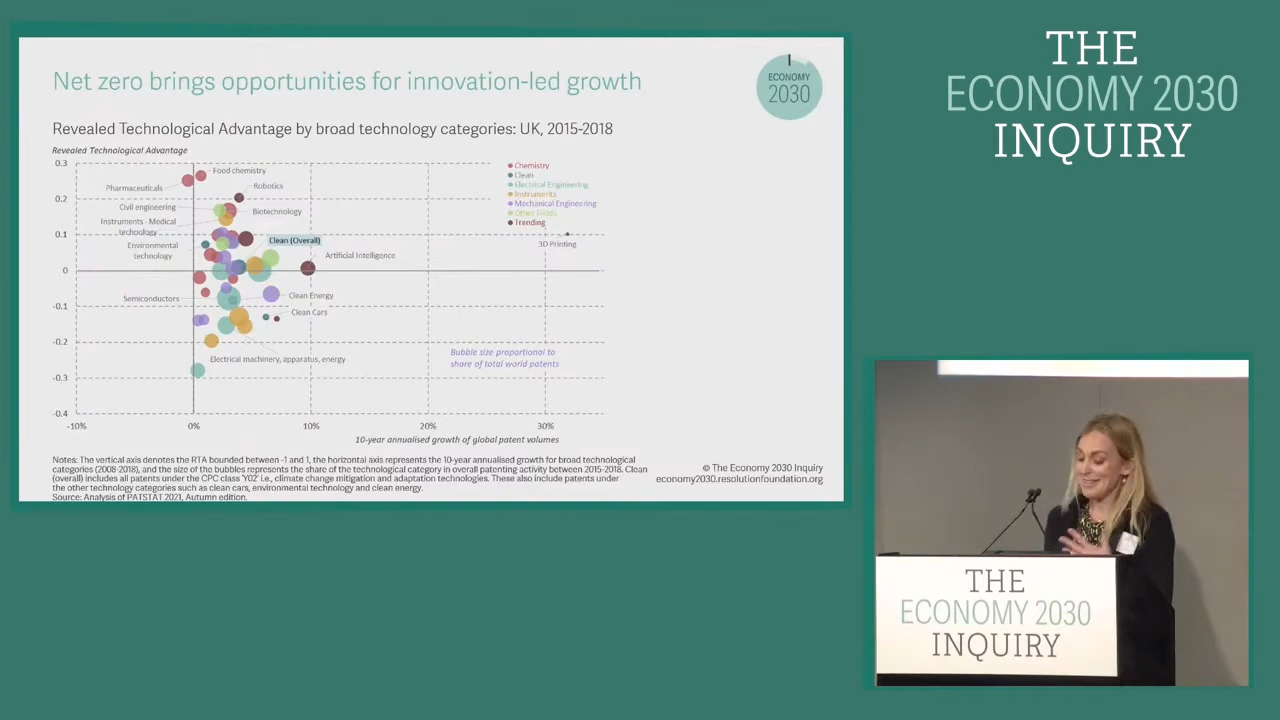 Net zero brings opportunities for innovation-led growth
ECONOMY
2030
THE
ECONOMY 2030
INQUIRY
Revealed Technological Advantage by broad technology categories: UK, 2015-2018
Revealed Technological Advantage
0.3
0.2
0.1
0
-0.1
-0.2
-0.3
-0.4
-10%
0%
10%
20%
30%
Food chemistry
Pharmaceuticals
Robotics
Civil engineering
Biotechnology
Instruments - Medical
technology
Clean (Overall)
Environmental
technology
Artificial Intelligence
3D Printing
Semiconductors
Clean Energy
Clean Cars
Electrical machinery, apparatus, energy
Chemistry
Clean
Electrical Engineering
Instruments
Mechanical Engineering
Other Fields
Trending
Bubble size proportional to
share of total world patents
10-year annualised growth of global patent volumes
Notes: The vertical axis denotes the RTA bounded between -1 and 1, the horizontal axis represents the 10-year annualised growth for broad technological
categories (2008-2018), and the size of the bubbles represents the share of the technological category in overall patenting activity between 2015-2018. Clean
(overall) includes all patents under the CPC class 'Y02' i.e., climate change mitigation and adaptation technologies. These also include patents under
the other technology categories such as clean cars, environmental technology and clean energy.
Source: Analysis of PATSTAT 2021, Autumn edition.
© The Economy 2030 Inquiry
economy2030.resolutionfoundation.org
THE
ECONOMY 2030
INQUIRY